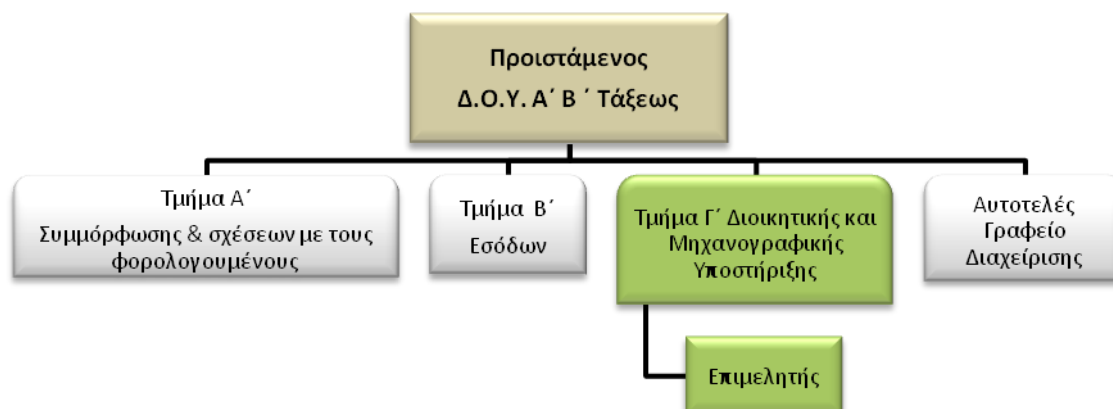 Προιστάμενος
Δ.Ο.Υ. Α΄ Β ΄ Τάξεως
Τμήμα Α΄
Συμμόρφωσης & σχέσεων με τους
φορολογουμένους
Τμήμα Β΄
Εσόδων
Τμήμα Γ΄ Διοικητικής και
Μηχανογραφικής
Υποστήριξης
Αυτοτελές
Γραφείο
Διαχείρισης
Επιμελητής